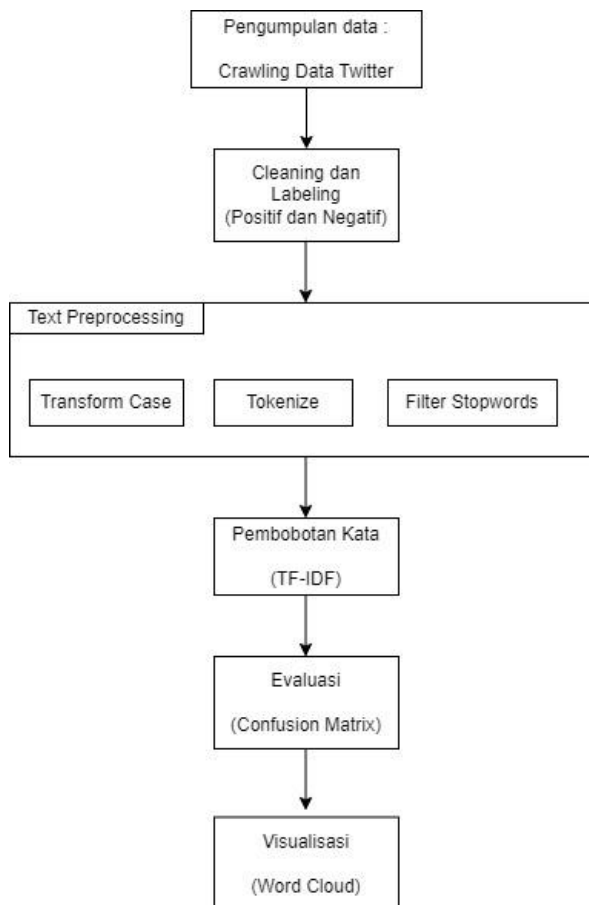 Pengumpulan data :
Crawling Data Twitter
Cleaning dan
Labeling
(Positif dan Negatif)
Text Preprocessing
Transform Case
Tokenize
Filter Stopwords
Pembobotan Kata
(TF-IDF)
Evaluasi
(Confusion Matrix)
Visualisasi
(Word Cloud)